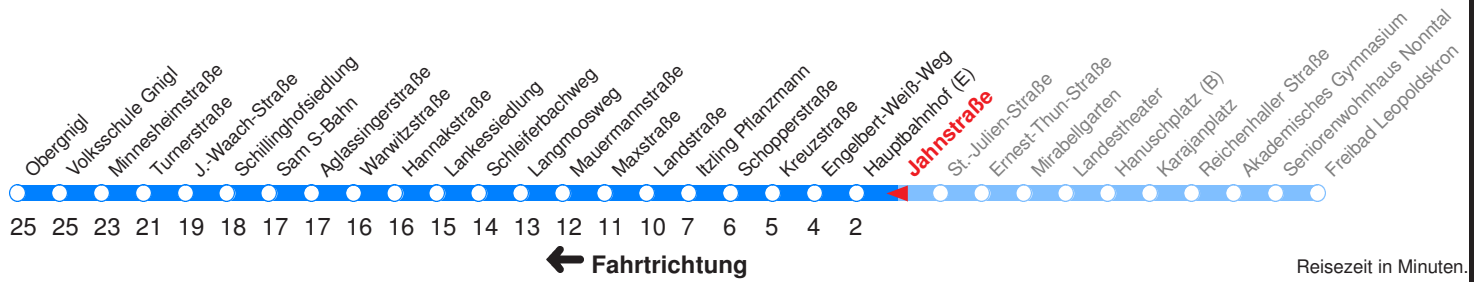 Obergnigl
Volksschule Gnigl
Minnesheimstraße
Turnerstraße
J.-Waach-Straße
Schillinghofsiedlung
Sam S-Bahn
Aglassingerstraße
Warwitzstraße
Hannakstraße
Lankessiedlung
Schleiferbachweg
Langmoosweg
Mauermannstraße
Maxstraße
Landstraße
Itzling Pflanzmann
Schopperstraße
Kreuzstraße
Engelbert-Weiß-Weg
Hauptbahnhof (E)
Jahnstraße
St.-Julien-Straße
Ernest-Thun-Straße
Mirabellgarten
Landestheater
Hanuschplatz (B)
Karajanplatz
Reichenhaller Straße
Akademisches Gymnasium
Seniorenwohnhaus Nonntal
Freibad Leopoldskron
25 25 23 21 19 18 17 17 16 16 15 14 13 12 11 10 7 6 5 4 2
Fahrtrichtung
Reisezeit in Minuten.